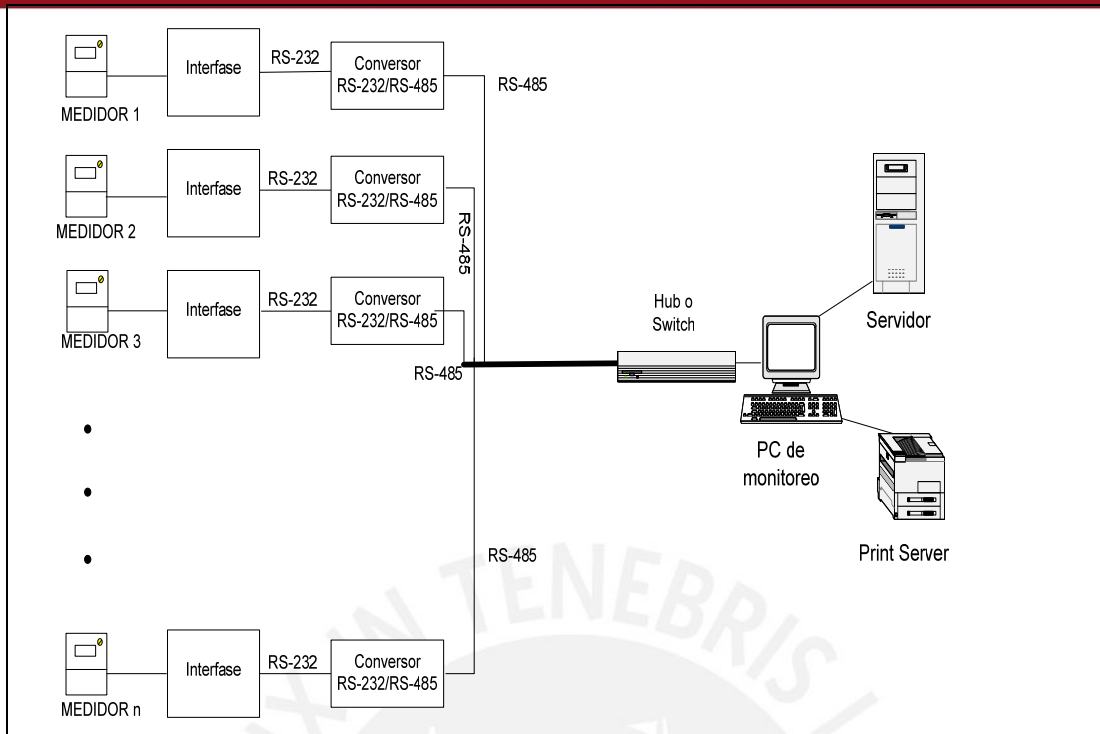 MEDIDOR 1
Interfase
RS-232
Conversor
RS-232/RS-485
RS-485
MEDIDOR 2
Interfase
RS-232
Conversor
RS-232/RS-485
RS-485
MEDIDOR 3
Interfase
RS-232
Conversor
RS-232/RS-485
RS-485
Hub o
Switch
Servidor
PC de
monitoreo
Print Server
RS-485
MEDIDOR n
Interfase
RS-232
Conversor
RS-232/RS-485
IN TENEBRIS